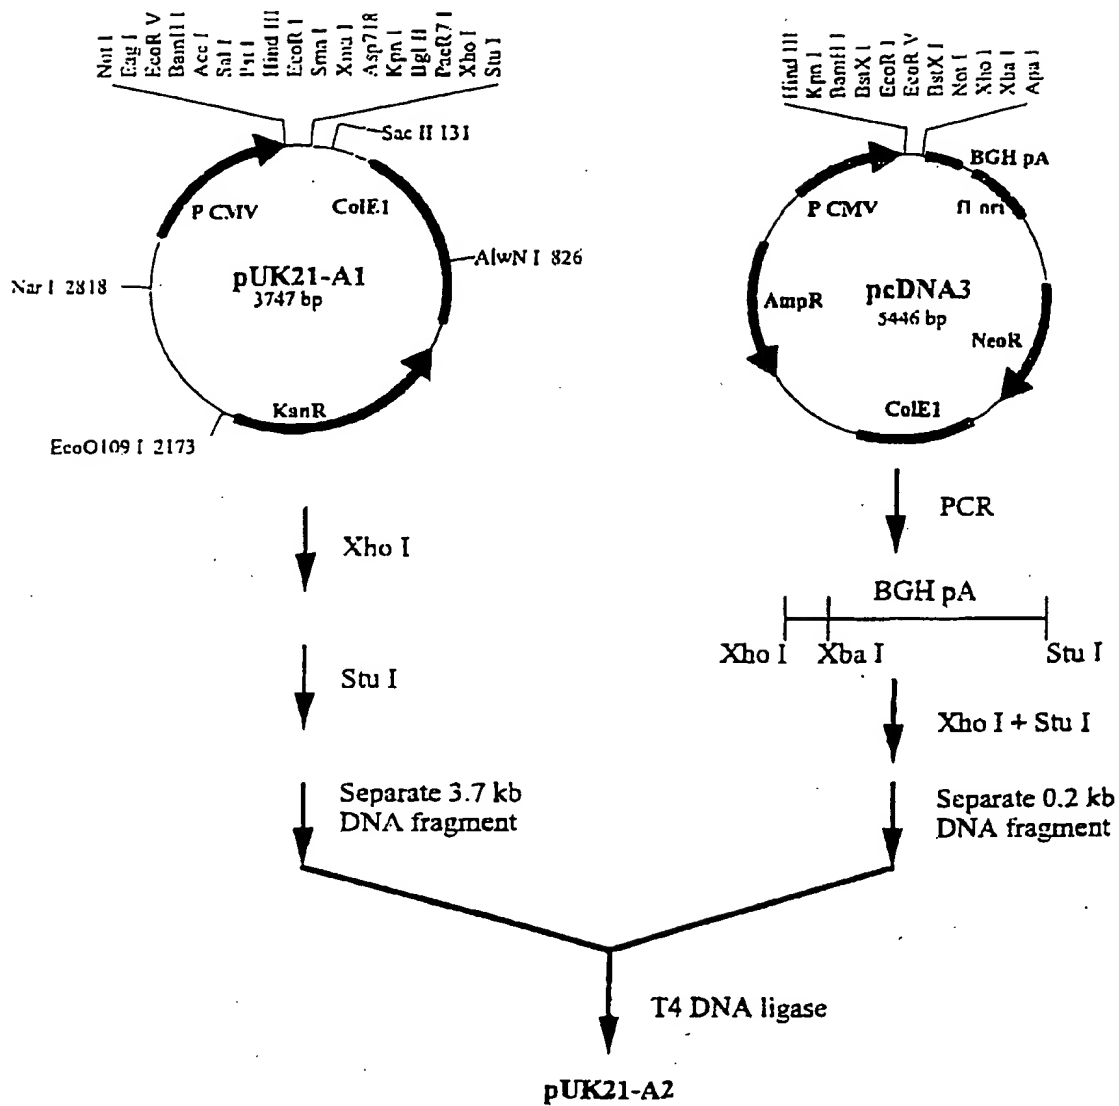 Not I
Eag I
EcoR V
BamH I
Acc I
Sal I
Pst I
Hind III
EcoR I
Sma I
Xma I
Asp718
Kpn I
Bgl II
PaeR7 I
Xho I
Stu I
Sac II 131
P CMV
ColE1
AlwN I 826
Nar I 2818
pUK21-A1
3747 bp
KanR
EcoO109 I 2173
Hind III
Kpn I
BamH I
BstX I
EcoR I
EcoR V
BstX I
Not I
Xho I
Xba I
Apa I
BGH pA
P CMV
f1 ori
AmpR
pcDNA3
5446 bp
NeoR
ColE1
Xho I
Stu I
Separate 3.7 kb
DNA fragment
PCR
BGH pA
Xho I Xba I Stu I
Xho I + Stu I
Separate 0.2 kb
DNA fragment
T4 DNA ligase
pUK21-A2